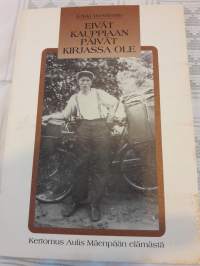 EIVÄT
KAUPPIAAN
PÄIVÄT
KIRJASSA OLE
Kertomus Aulis Mäenpään elämästä